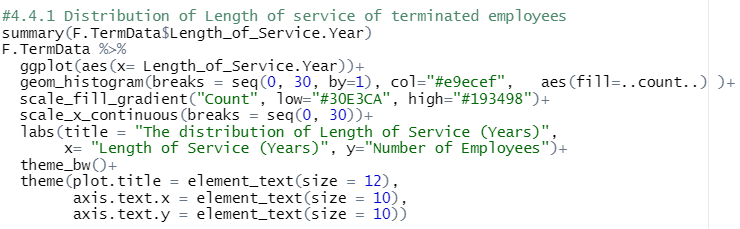 #4.4.1 Distribution of Length of service of terminated employees
summary(F.TermData$Length_of_Service.Year)
F.TermData %>%
  ggplot(aes(x= Length_of_Service.Year))+
  geom_histogram(breaks = seq(0, 30, by=1), col="#e9ecef",   aes(fill=..count..) )+
  scale_fill_gradient("Count", low="#30E3CA", high="#193498")+
  scale_x_continuous(breaks = seq(0, 30))+
  labs(title = "The distribution of Length of Service (Years)",
       x= "Length of Service (Years)", y="Number of Employees")+
  theme_bw()+
  theme(plot.title = element_text(size = 12),
        axis.text.x = element_text(size = 10),
        axis.text.y = element_text(size = 10))